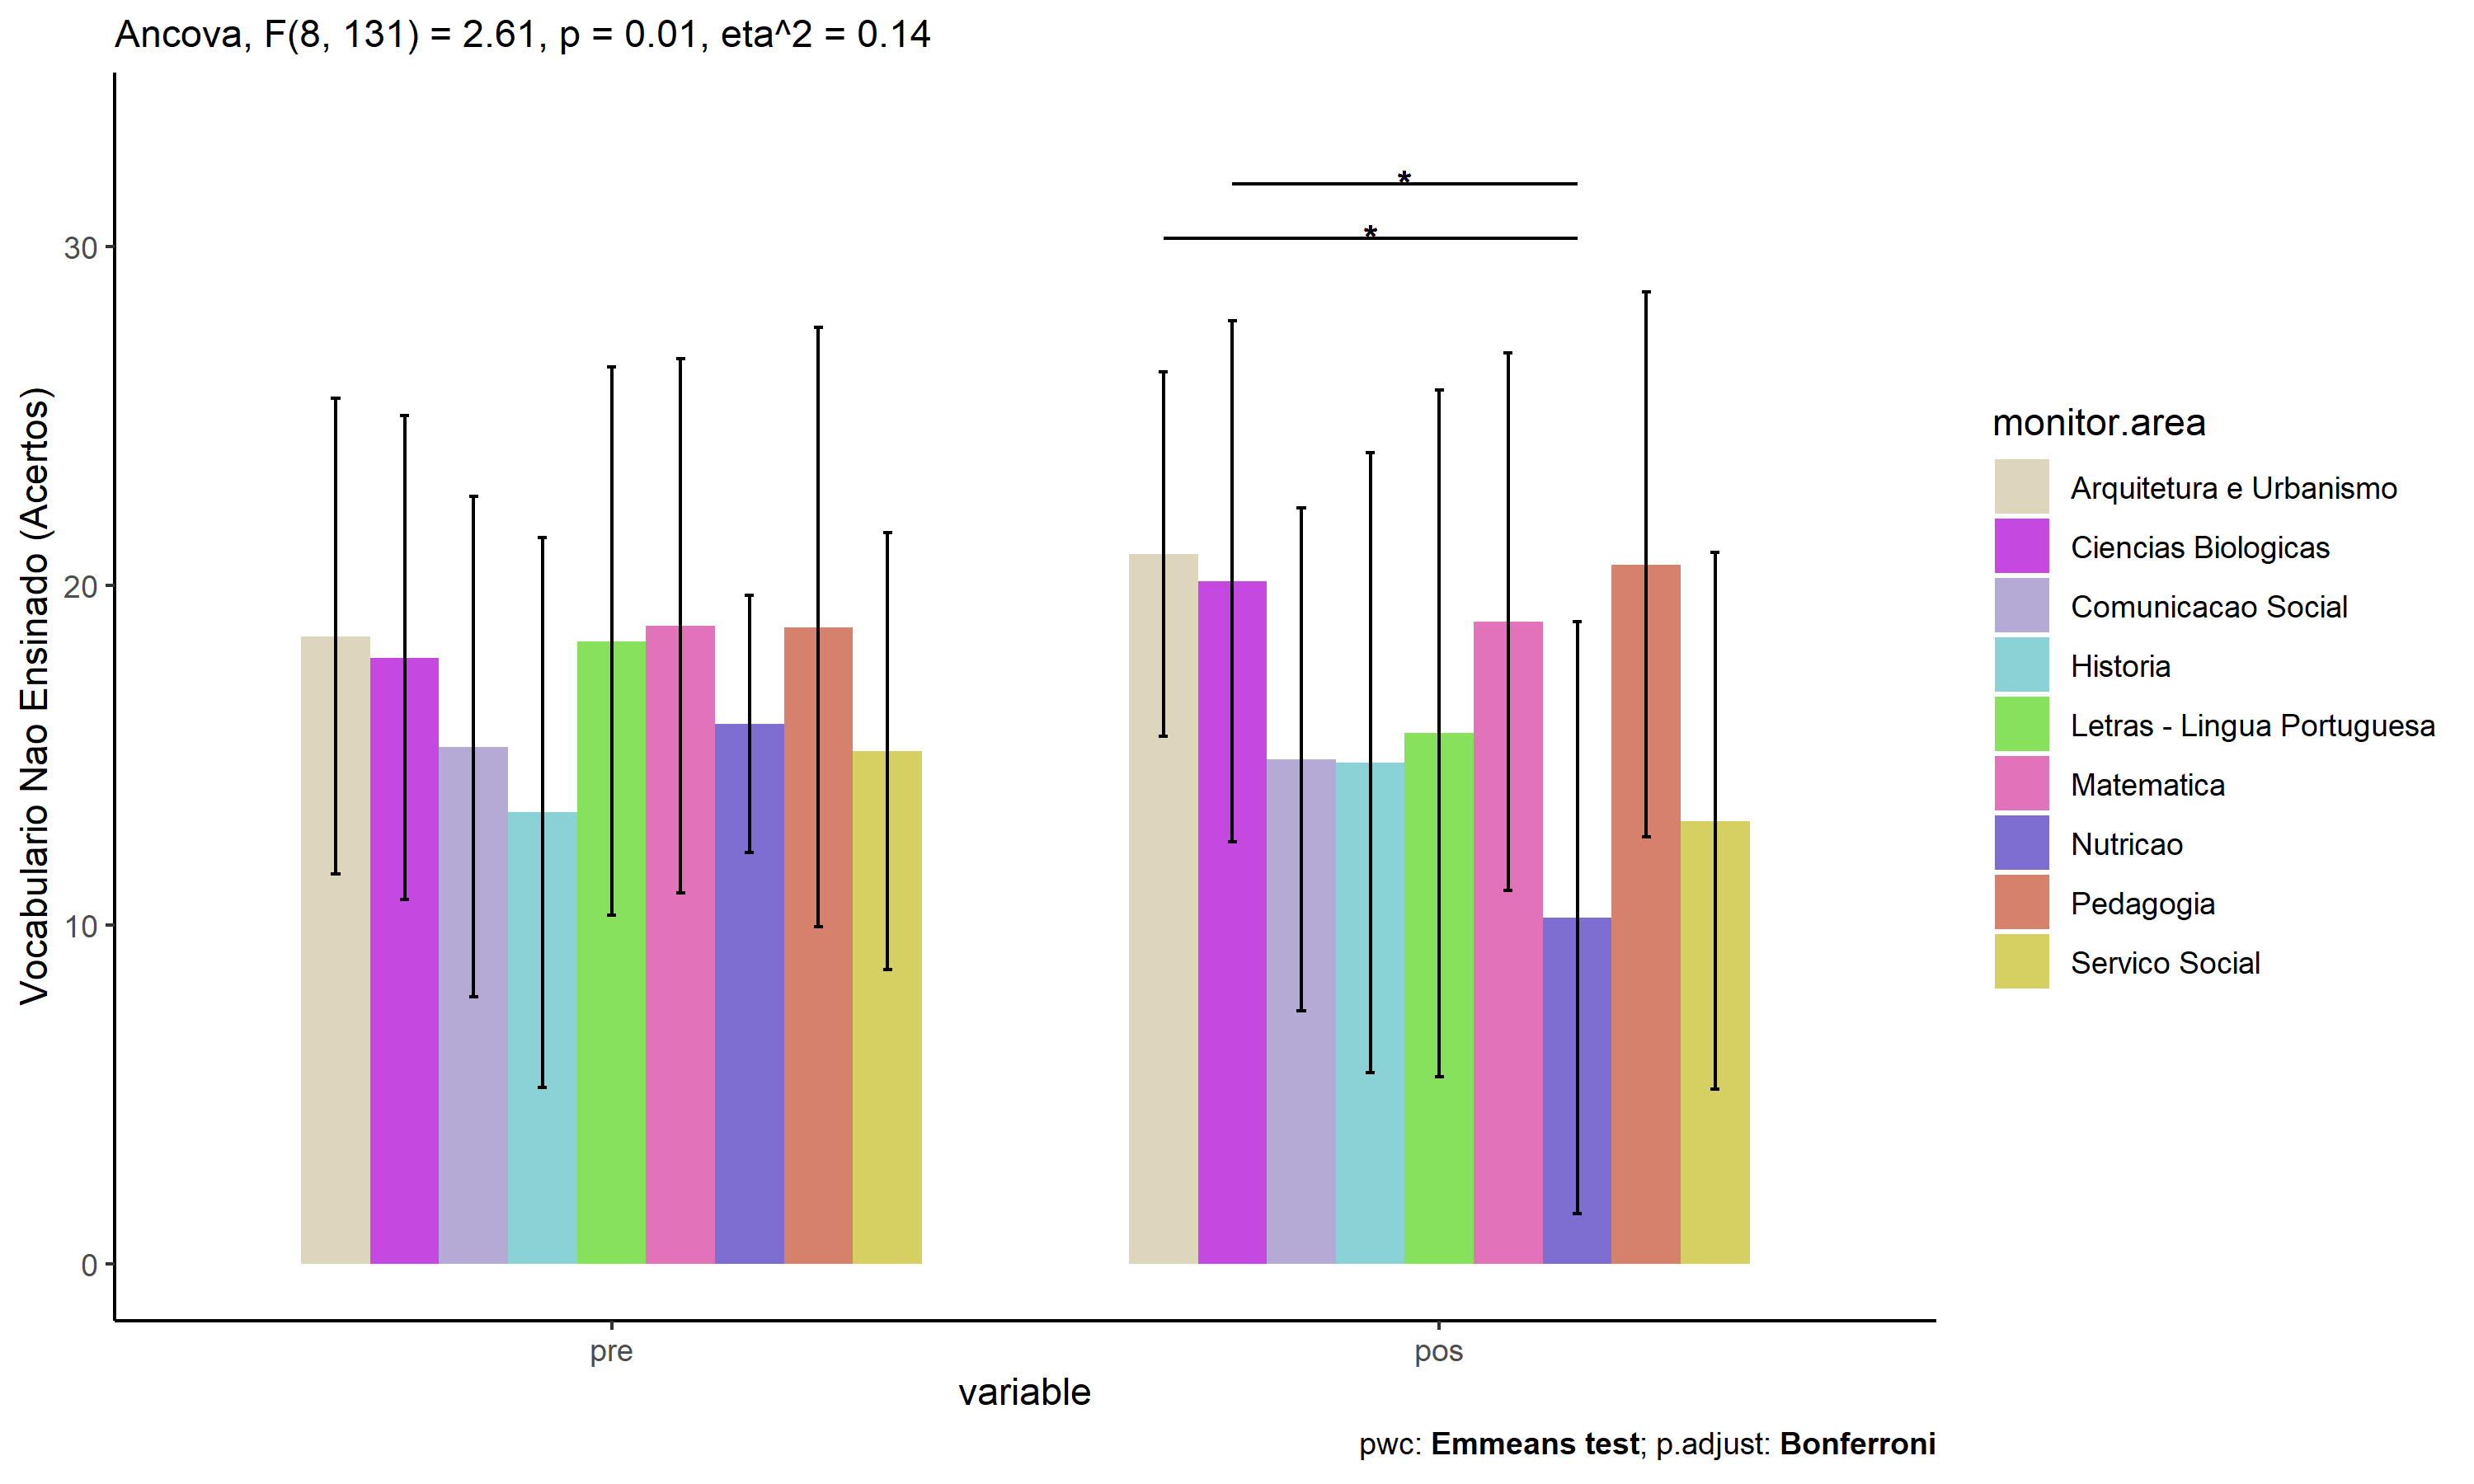 Ancova, F(8, 131) = 2.61, p = 0.01, eta^2 = 0.14
Vocabulario Nao Ensinado (Acertos)
30
20
10
0
*
*
pre
pos
variable
monitor.area
Arquitetura e Urbanismo
Ciencias Biologicas
Comunicacao Social
Historia
Letras - Lingua Portuguesa
Matematica
Nutricao
Pedagogia
Servico Social
pwc: Emmeans test; p.adjust: Bonferroni